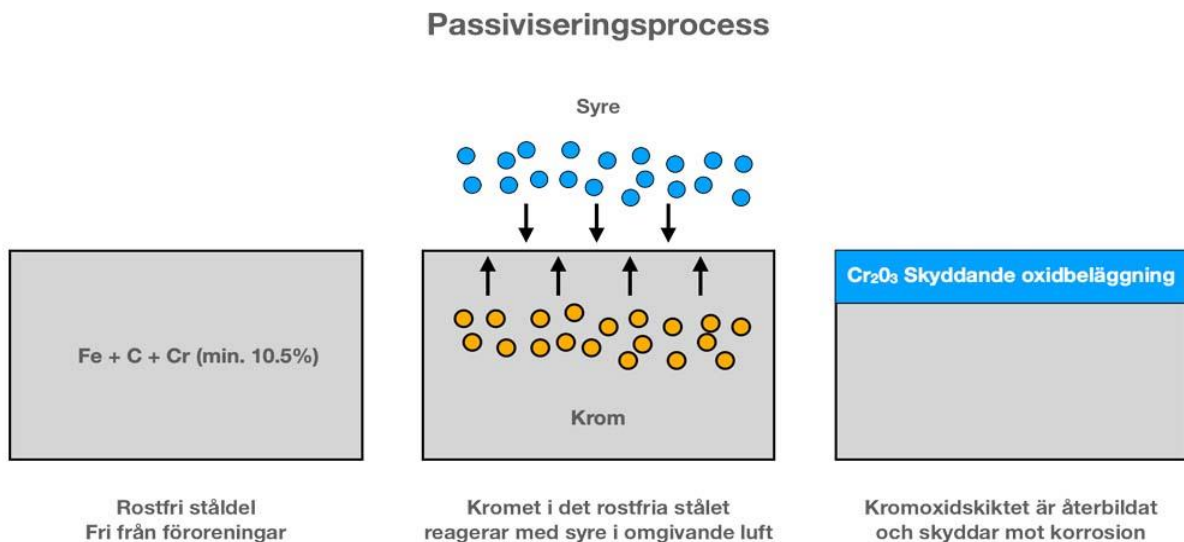 Passiviseringsprocess
Syre
Fe + C + Cr (min. 10.5%)
Krom
Cr₂O₃ Skyddande oxidbeläggning
Rostfri ståldel
Fri från föroreningar
Kromet i det rostfria stålet
reagerar med syre i omgivande luft
Kromoxidskiktet är återbildat
och skyddar mot korrosion